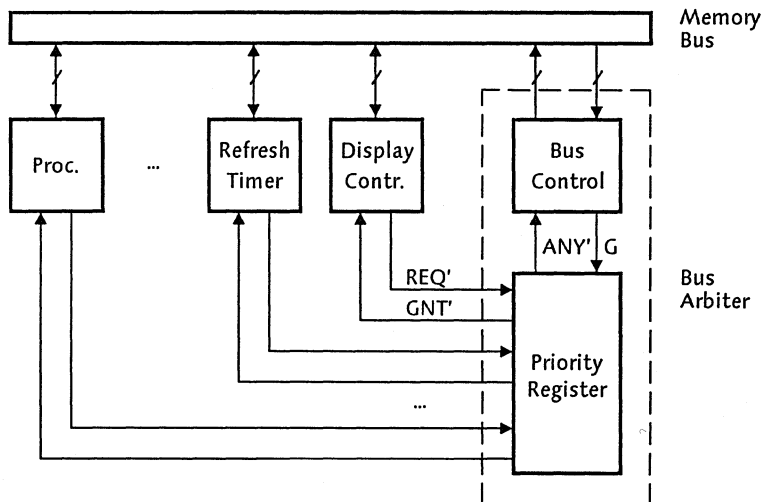 Memory
Bus
Proc.
...
Refresh
Timer
Display
Contr.
Bus
Control
ANY' G
REQ'
GNT'
Bus
Arbiter
Priority
Register
...